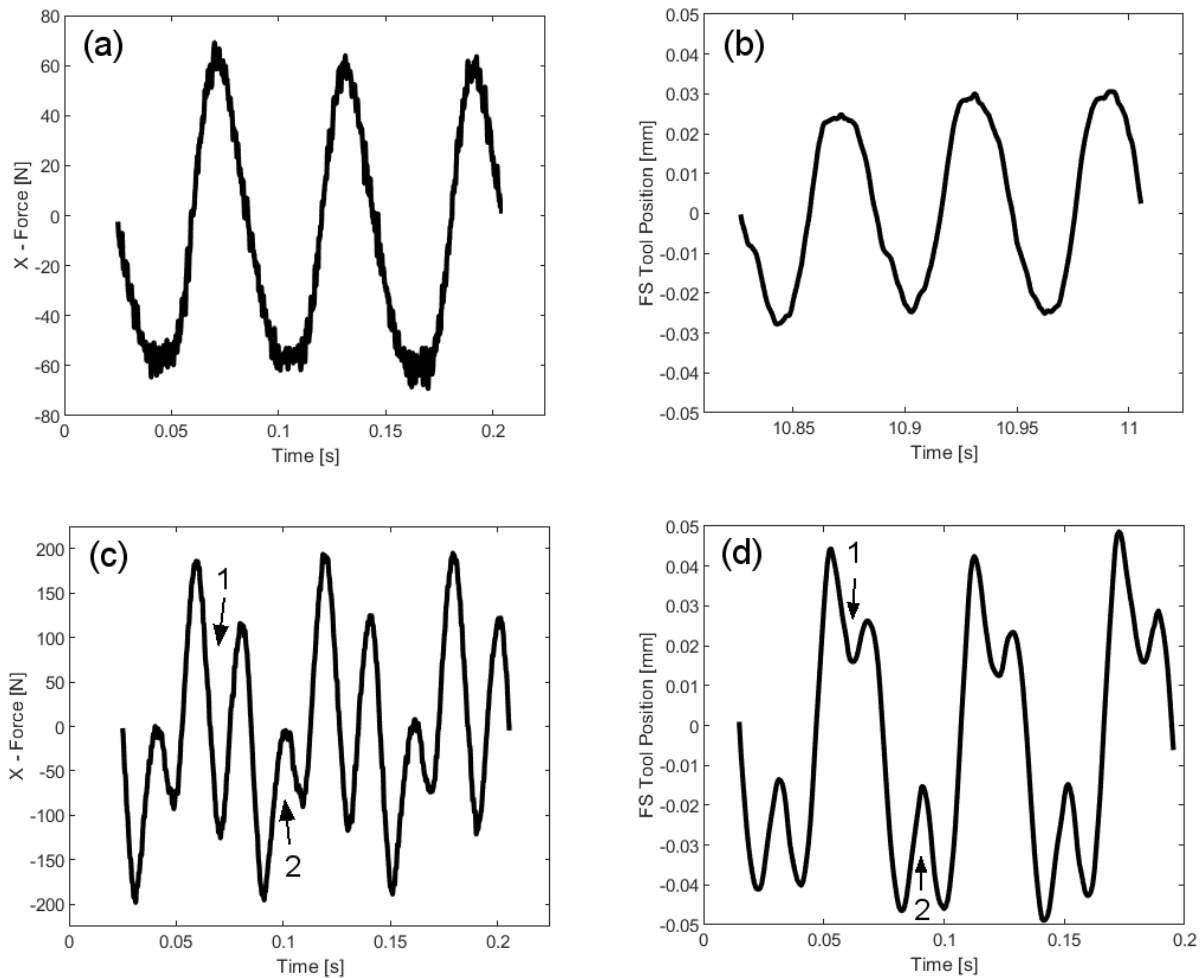 (a)
80
60
40
20
0
-20
-40
-60
-80
X - Force [N]
0 0.05 0.1 0.15 0.2
Time [s]
(b)
0.05
0.04
0.03
0.02
0.01
0
-0.01
-0.02
-0.03
-0.04
-0.05
FS Tool Position [mm]
10.85 10.9 10.95 11
Time [s]
(c)
1
2
200
150
100
50
0
-50
-100
-150
-200
X - Force [N]
0 0.05 0.1 0.15 0.2
Time [s]
(d)
1
2
0.05
0.04
0.03
0.02
0.01
0
-0.01
-0.02
-0.03
-0.04
-0.05
FS Tool Position [mm]
0 0.05 0.1 0.15 0.2
Time [s]